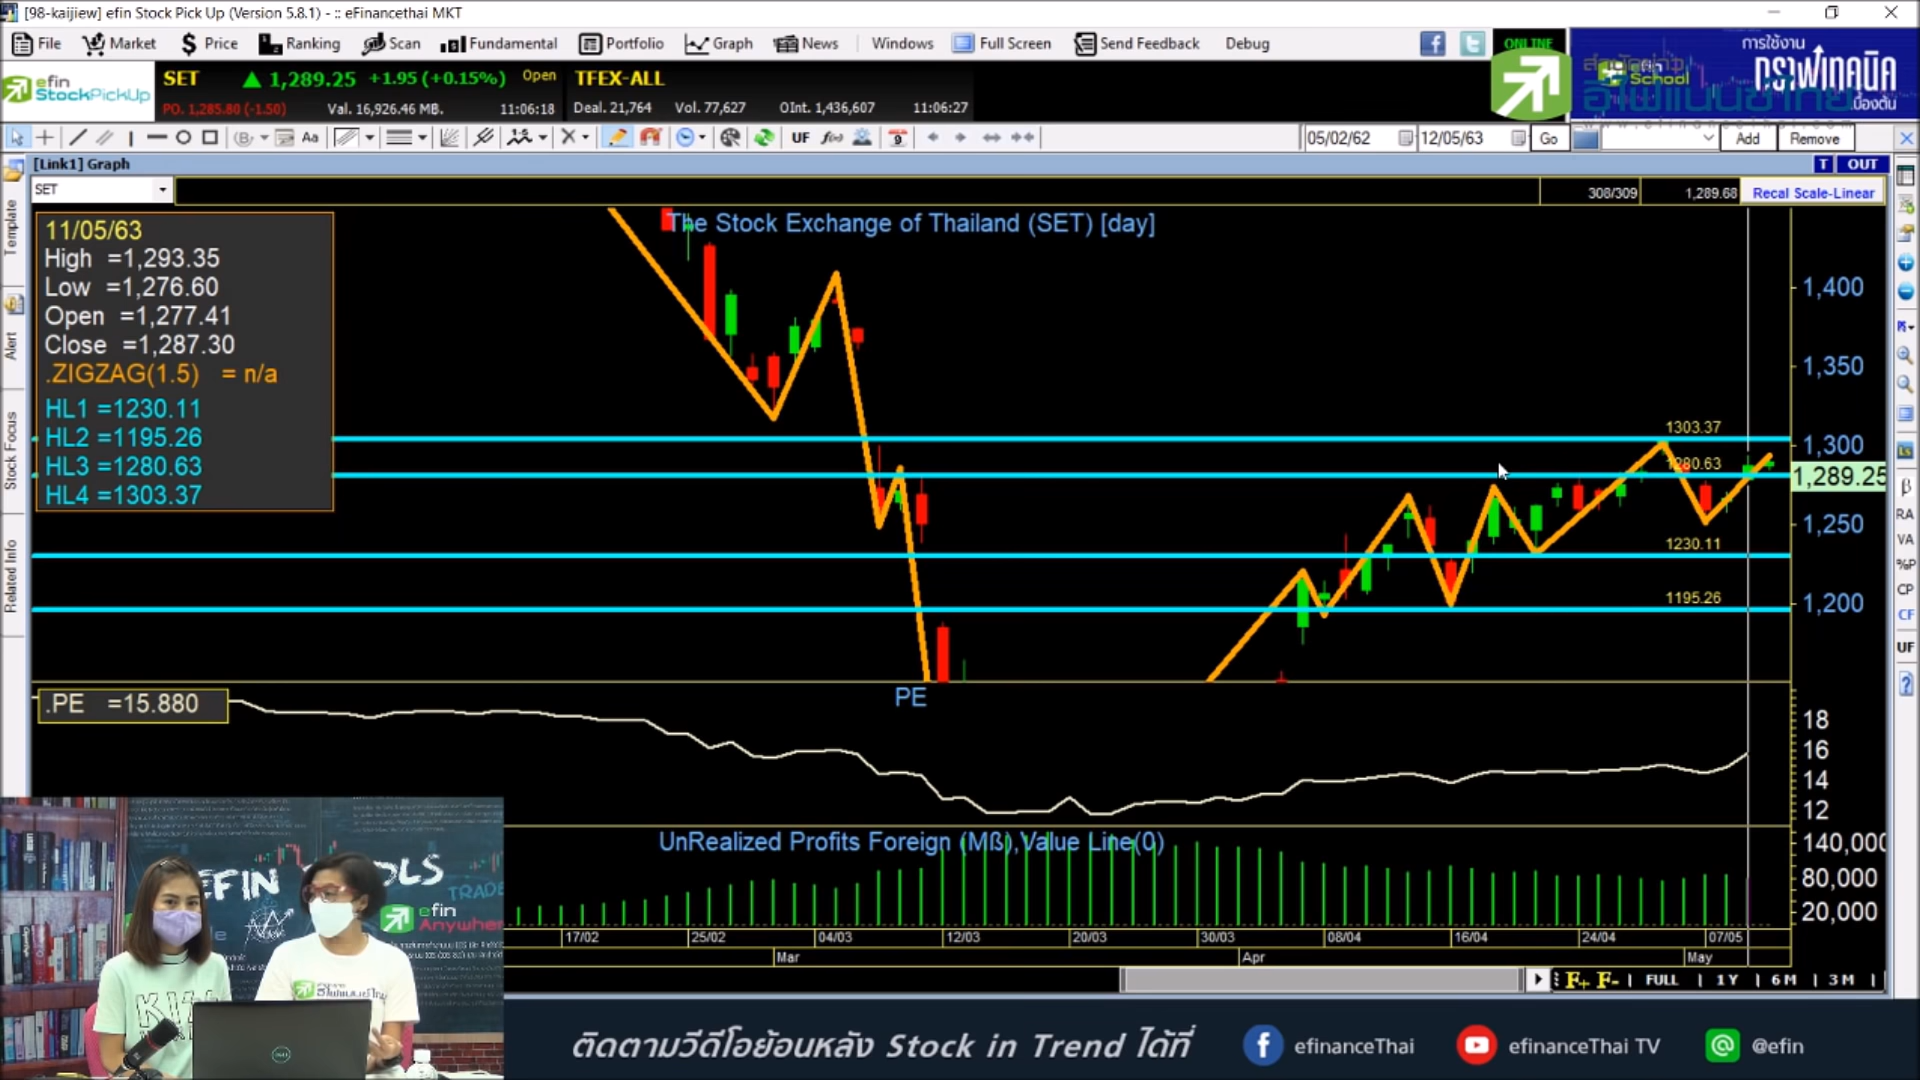 [98-kaijiew] efin Stock Pick Up (Version 5.8.1) - :: eFinancethai MKT
File Market $ Price Ranking Scan Fundamental Portfolio Graph News Windows Full Screen Send Feedback Debug
ONLINE
การใช้งาน
กราฟเทคนิค
เบื้องต้น
efin School
efin StockPickUp
SET ▲ 1,289.25 +1.95 (+0.15%) Open TFEX-ALL
PO. 1,285.80 (-1.50) Val. 16,926.46 MB. 11:06:18 Deal. 21,764 Vol. 77,627 OInt. 1,436,607 11:06:27
Aa UF f(x) 05/02/62 12/05/63 Go Add Remove
[Link1] Graph T OUT
SET 308/309 1,289.68 Recal Scale-Linear
Template
Alert
Stock Focus
Related Info
The Stock Exchange of Thailand (SET) [day]
11/05/63
High =1,293.35
Low =1,276.60
Open =1,277.41
Close =1,287.30
.ZIGZAG(1.5) = n/a
HL1 =1230.11
HL2 =1195.26
HL3 =1280.63
HL4 =1303.37
1303.37
1280.63
1230.11
1195.26
1,400
1,350
1,300
1,289.25
1,250
1,200
β
RA
VA
%P
CP
CF
UF
.PE =15.880
PE
18
16
14
12
UnRealized Profits Foreign (Mß),Value Line(0)
140,000
80,000
20,000
17/02 25/02 04/03 12/03 20/03 30/03 08/04 16/04 24/04 07/05
Mar Apr May
F+ F- | FULL | 1Y | 6M | 3M |
EFIN
TRADE
efin
Anywhere
ติดตามวีดีโอย้อนหลัง Stock in Trend ได้ที่ efinanceThai efinanceThai TV @efin